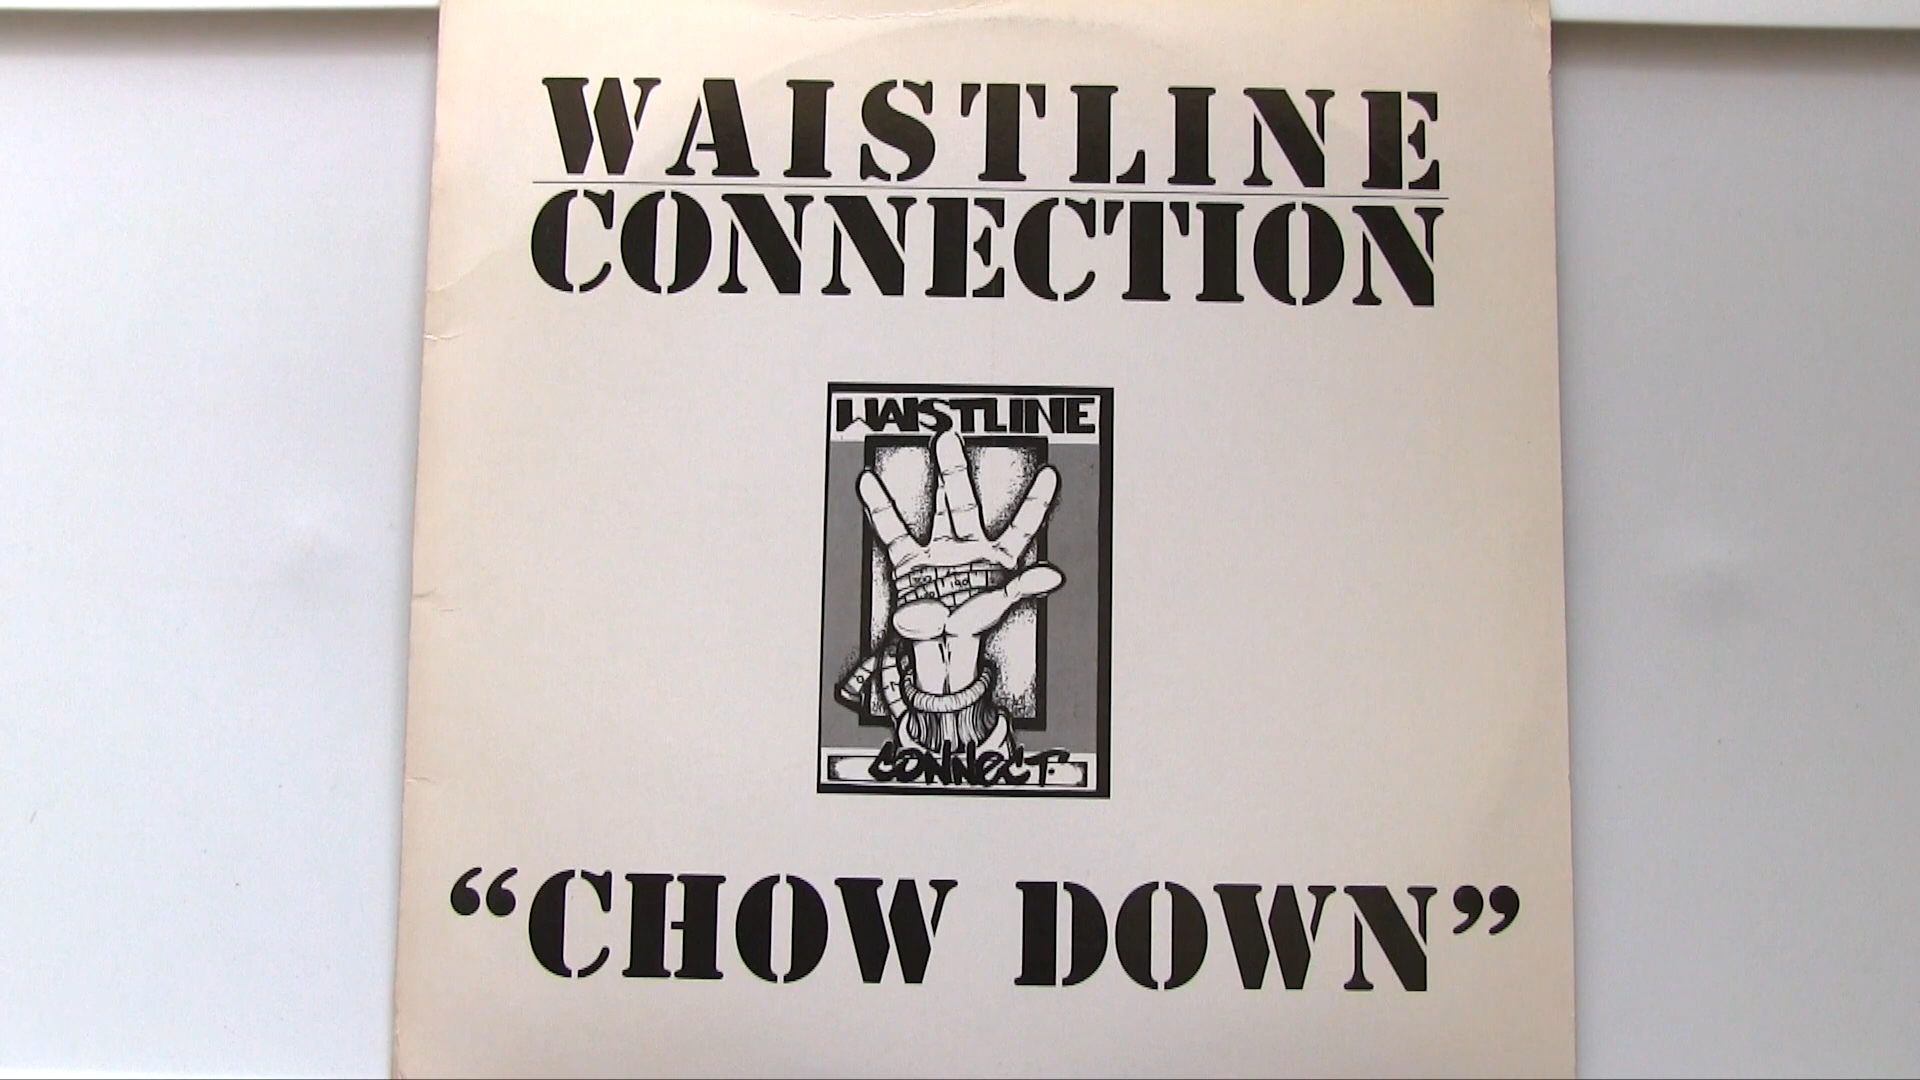 WAISTLINE
CONNECTION
WAISTLINE
CONNECT.
“CHOW DOWN”